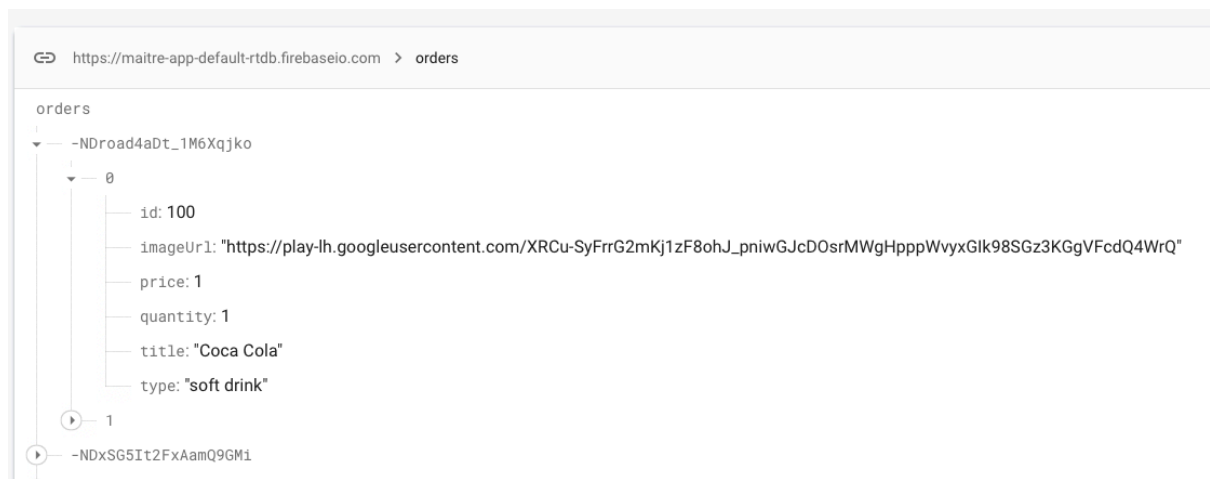 https://maitre-app-default-rtdb.firebaseio.com > orders
orders
-NDroad4aDt_1M6Xqjko
0
id: 100
imageUrl: "https://play-lh.googleusercontent.com/XRCu-SyFrrG2mKj1zF8ohJ_pniwGJcDOsrMWgHpppWvyxGIk98SGz3KGgVFcdQ4WrQ"
price: 1
quantity: 1
title: "Coca Cola"
type: "soft drink"
1
-NDxSG5It2FxAamQ9GMi